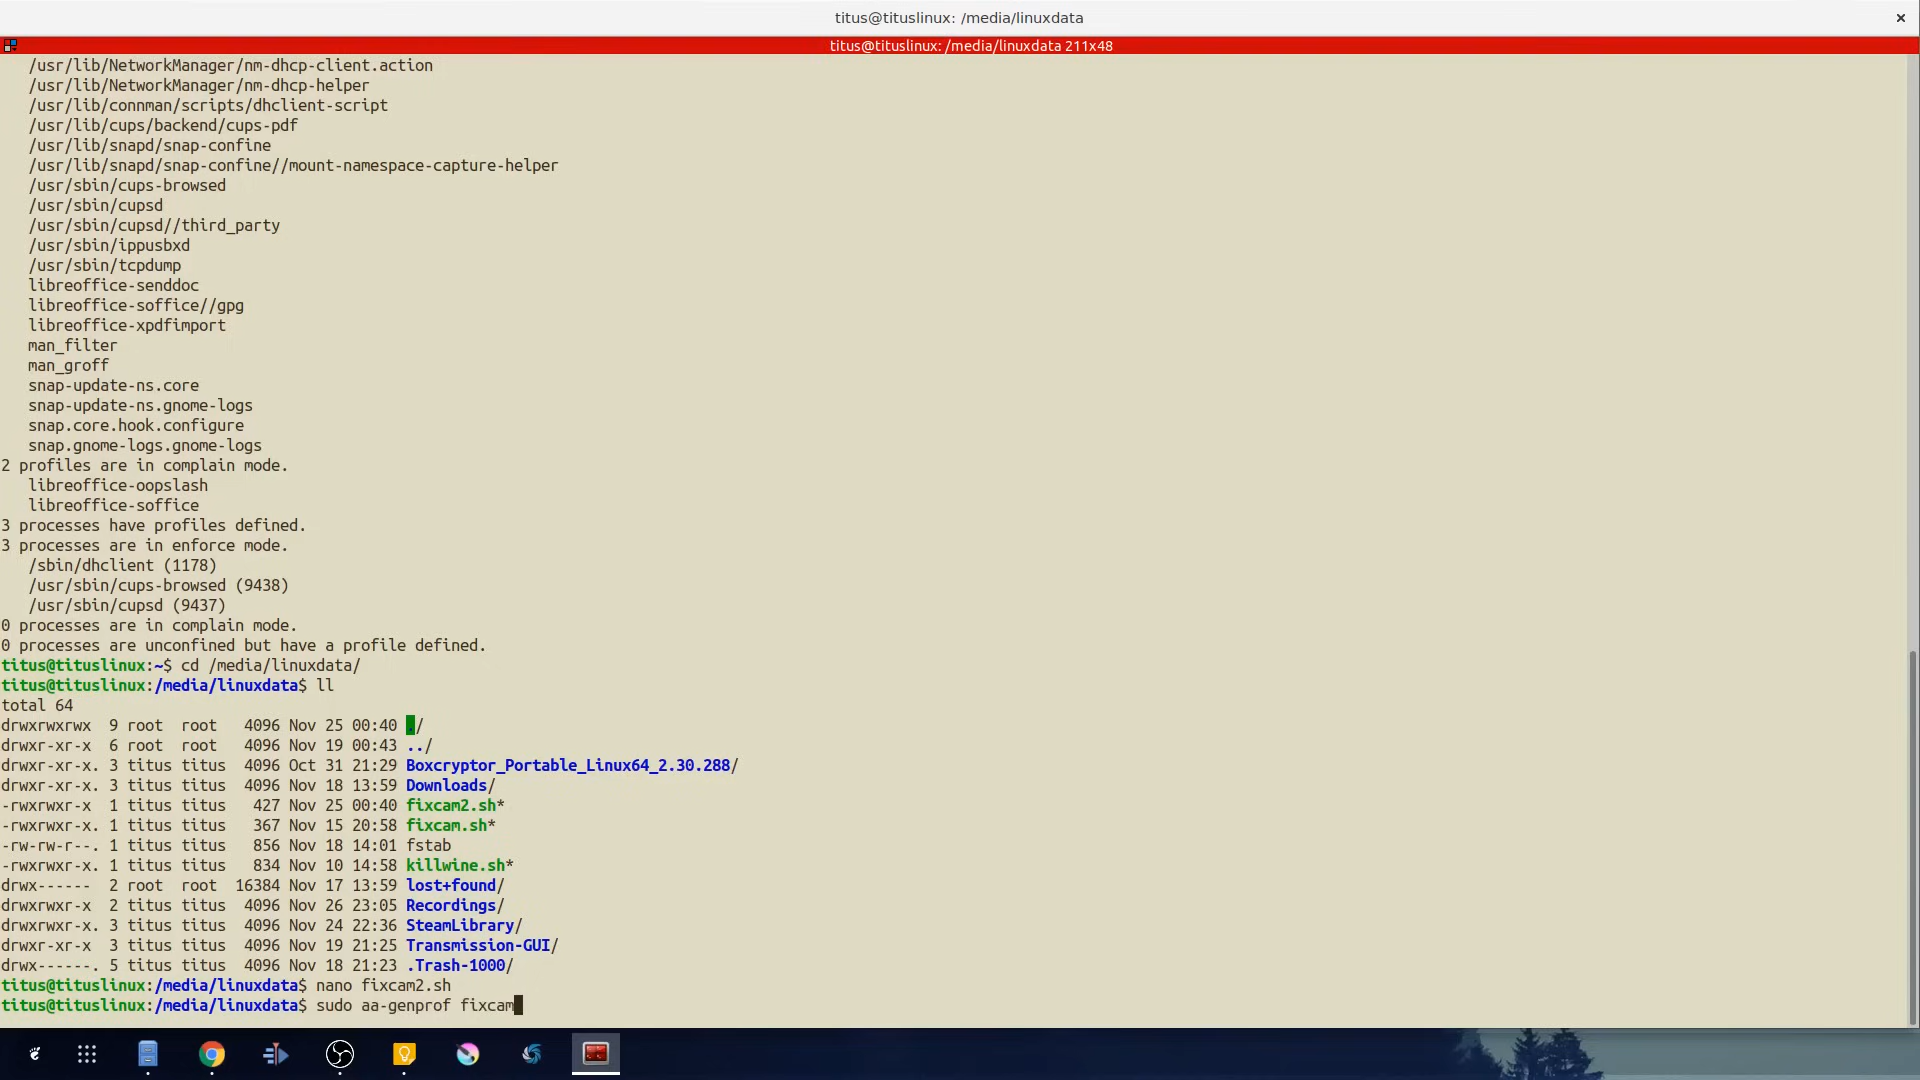 titus@tituslinux: /media/linuxdata
×
titus@tituslinux: /media/linuxdata 211x48
/usr/lib/NetworkManager/nm-dhcp-client.action
/usr/lib/NetworkManager/nm-dhcp-helper
/usr/lib/connman/scripts/dhclient-script
/usr/lib/cups/backend/cups-pdf
/usr/lib/snapd/snap-confine
/usr/lib/snapd/snap-confine//mount-namespace-capture-helper
/usr/sbin/cups-browsed
/usr/sbin/cupsd
/usr/sbin/cupsd//third_party
/usr/sbin/ippusbxd
/usr/sbin/tcpdump
libreoffice-senddoc
libreoffice-soffice//gpg
libreoffice-xpdfimport
man_filter
man_groff
snap-update-ns.core
snap-update-ns.gnome-logs
snap.core.hook.configure
snap.gnome-logs.gnome-logs
2 profiles are in complain mode.
libreoffice-oopslash
libreoffice-soffice
3 processes have profiles defined.
3 processes are in enforce mode.
/sbin/dhclient (1178)
/usr/sbin/cups-browsed (9438)
/usr/sbin/cupsd (9437)
0 processes are in complain mode.
0 processes are unconfined but have a profile defined.
titus@tituslinux:~$ cd /media/linuxdata/
titus@tituslinux:/media/linuxdata$ ll
total 64
drwxrwxrwx  9 root  root   4096 Nov 25 00:40 ./
drwxr-xr-x  6 root  root   4096 Nov 19 00:43 ../
drwxr-xr-x. 3 titus titus  4096 Oct 31 21:29 Boxcryptor_Portable_Linux64_2.30.288/
drwxr-xr-x. 3 titus titus  4096 Nov 18 13:59 Downloads/
-rwxrwxr-x  1 titus titus   427 Nov 25 00:40 fixcam2.sh*
-rwxrwxr-x. 1 titus titus   367 Nov 15 20:58 fixcam.sh*
-rw-rw-r--. 1 titus titus   856 Nov 18 14:01 fstab
-rwxrwxr-x. 1 titus titus   834 Nov 10 14:58 killwine.sh*
drwx------  2 root  root  16384 Nov 17 13:59 lost+found/
drwxrwxr-x  2 titus titus  4096 Nov 26 23:05 Recordings/
drwxrwxr-x. 3 titus titus  4096 Nov 24 22:36 SteamLibrary/
drwxr-xr-x  3 titus titus  4096 Nov 19 21:25 Transmission-GUI/
drwx------. 5 titus titus  4096 Nov 18 21:23 .Trash-1000/
titus@tituslinux:/media/linuxdata$ nano fixcam2.sh
titus@tituslinux:/media/linuxdata$ sudo aa-genprof fixcam